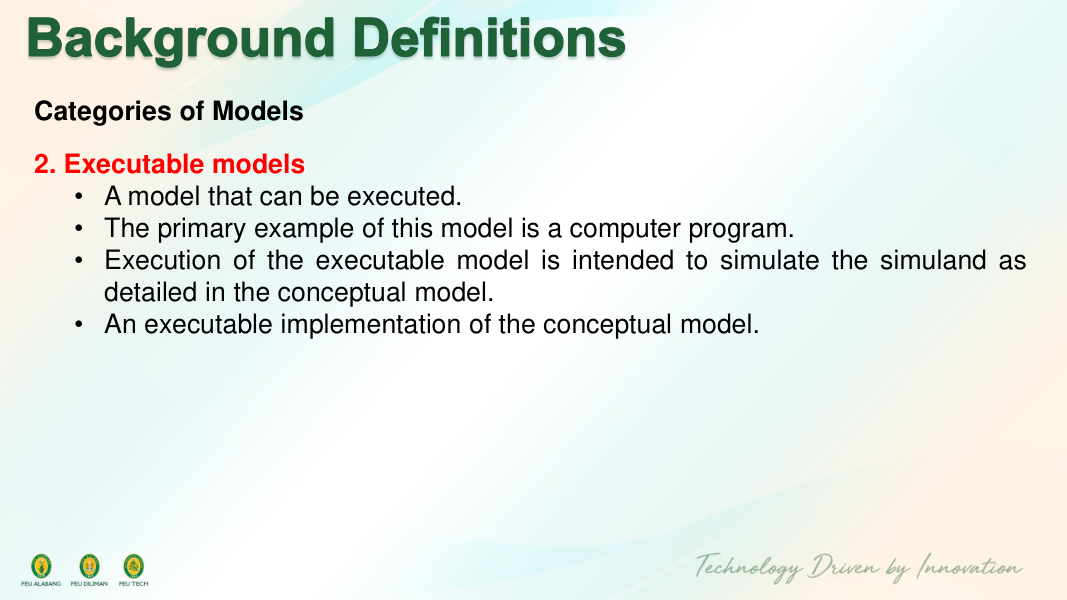 Background Definitions
Categories of Models
2. Executable models
• A model that can be executed.
• The primary example of this model is a computer program.
• Execution of the executable model is intended to simulate the simuland as
detailed in the conceptual model.
• An executable implementation of the conceptual model.
FEU ALABANG FEU DILIMAN FEU TECH
Technology Driven by Innovation